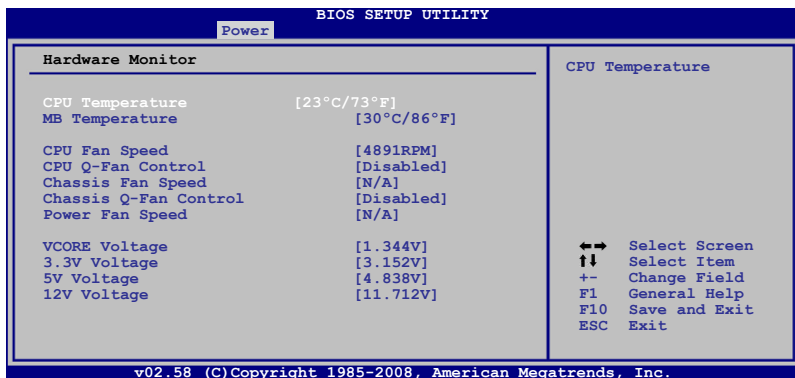 BIOS SETUP UTILITY
Power
Hardware Monitor
CPU Temperature [23°C/73°F]
MB Temperature [30°C/86°F]
CPU Fan Speed [4891RPM]
CPU Q-Fan Control [Disabled]
Chassis Fan Speed [N/A]
Chassis Q-Fan Control [Disabled]
Power Fan Speed [N/A]
VCORE Voltage [1.344V]
3.3V Voltage [3.152V]
5V Voltage [4.838V]
12V Voltage [11.712V]
CPU Temperature
←→ Select Screen
↑↓ Select Item
+- Change Field
F1 General Help
F10 Save and Exit
ESC Exit
v02.58 (C)Copyright 1985-2008, American Megatrends, Inc.